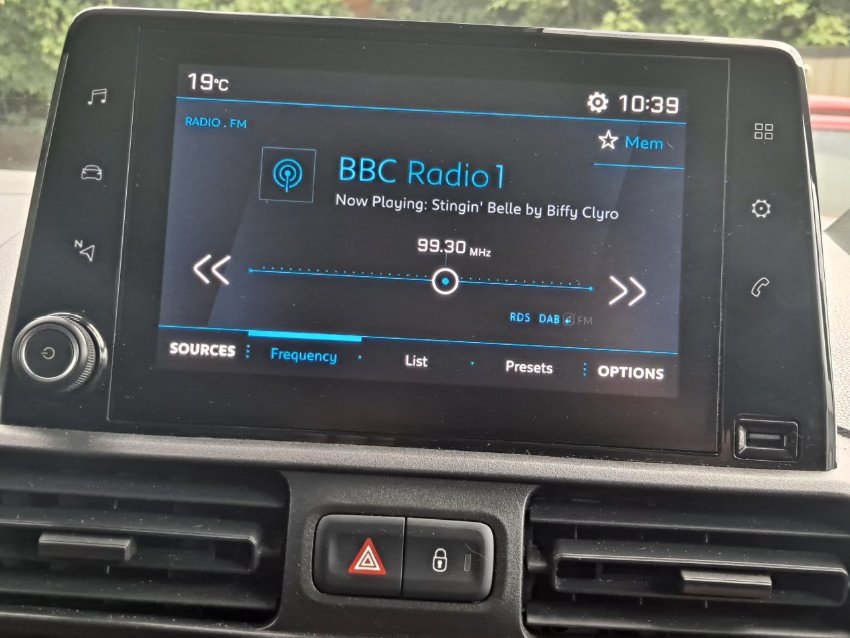 19°C
10:39
RADIO . FM
Mem
BBC Radio 1
Now Playing: Stingin' Belle by Biffy Clyro
99.30 MHz
N
RDS DAB FM
SOURCES Frequency List Presets OPTIONS